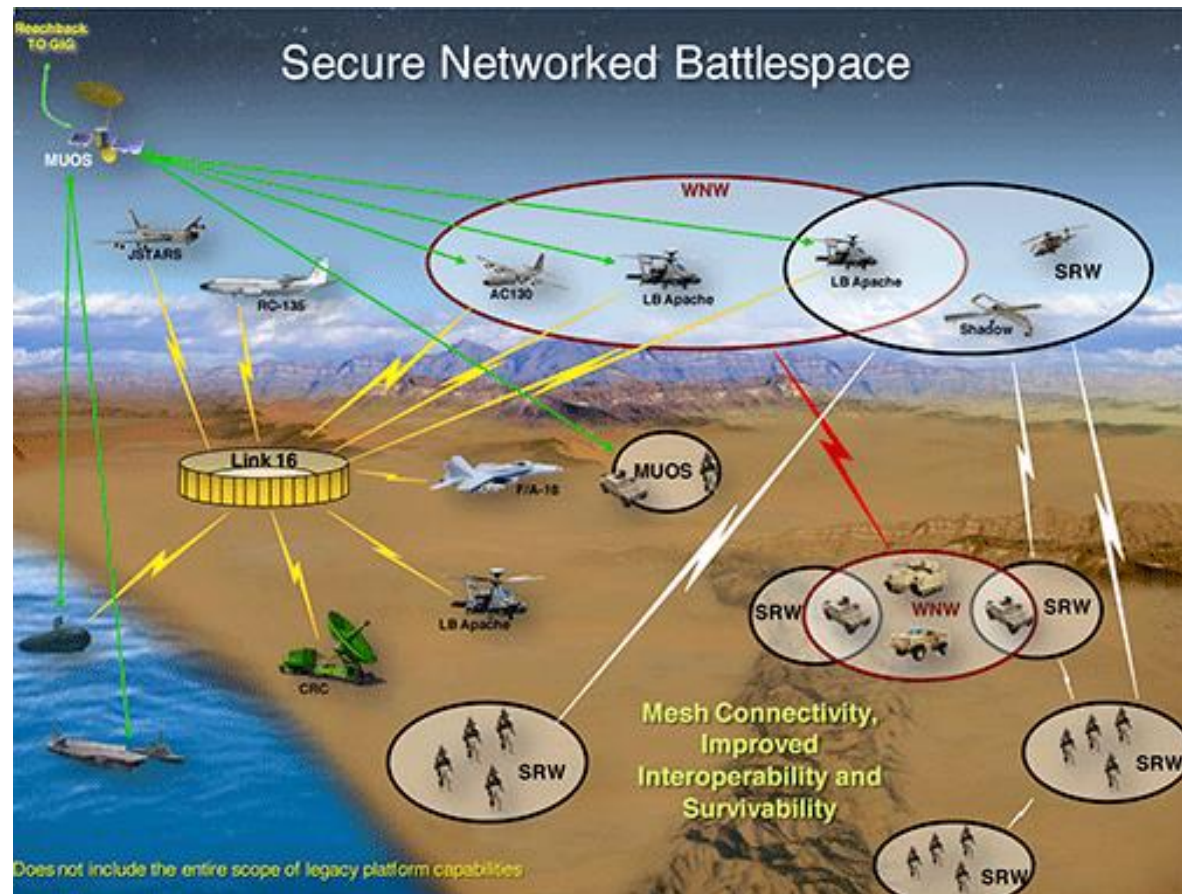 Reachback
TO GIG
Secure Networked Battlespace
MUOS
JSTARS
RC-135
WNW
AC130
LB Apache
LB Apache
SRW
Shadow
Link 16
F/A-18
MUOS
LB Apache
CRC
SRW
WNW
SRW
Mesh Connectivity,
Improved
Interoperability and
Survivability
SRW
SRW
SRW
Does not include the entire scope of legacy platform capabilities